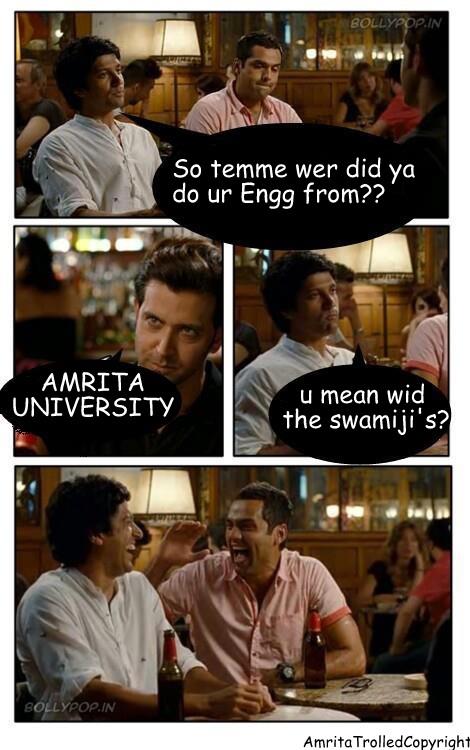 BOLLYPOP.IN
So temme wer did ya
do ur Engg from??
AMRITA
UNIVERSITY
u mean wid
the swamiji's?
BOLLYPOP.IN
AmritaTrolledCopyright